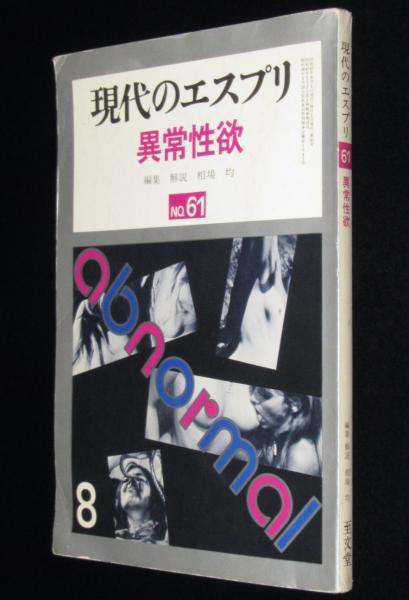 現代のエスプリ
異常性欲
編集 解説 相場 均
NO.61
abnormal
8
現代のエスプリ
61
異常性欲
編集 解説 相場 均
至文堂